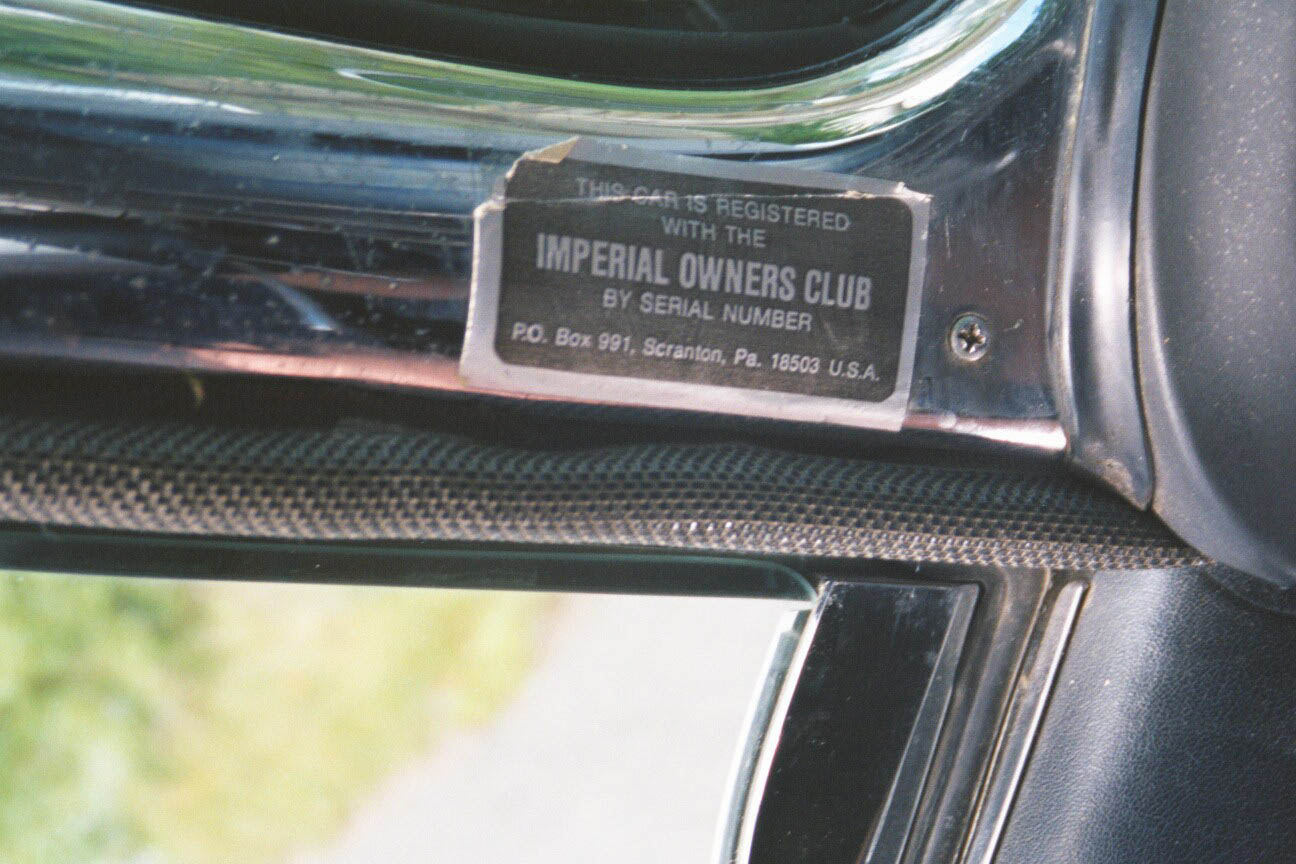 THIS CAR IS REGISTERED
WITH THE
IMPERIAL OWNERS CLUB
BY SERIAL NUMBER
P.O. Box 991, Scranton, Pa. 18503 U.S.A.